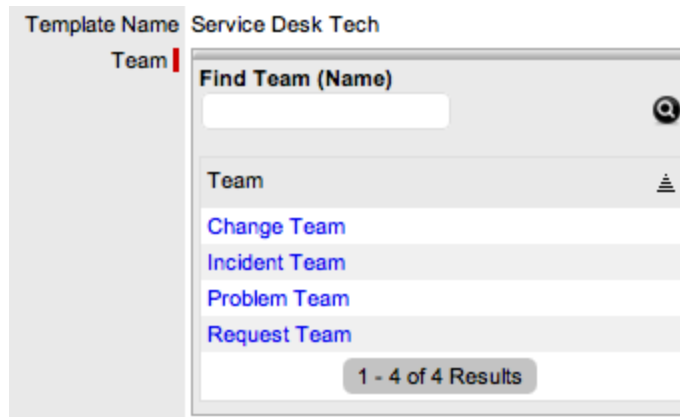 Template Name Service Desk Tech
Team
Find Team (Name)
Team
Change Team
Incident Team
Problem Team
Request Team
1 - 4 of 4 Results